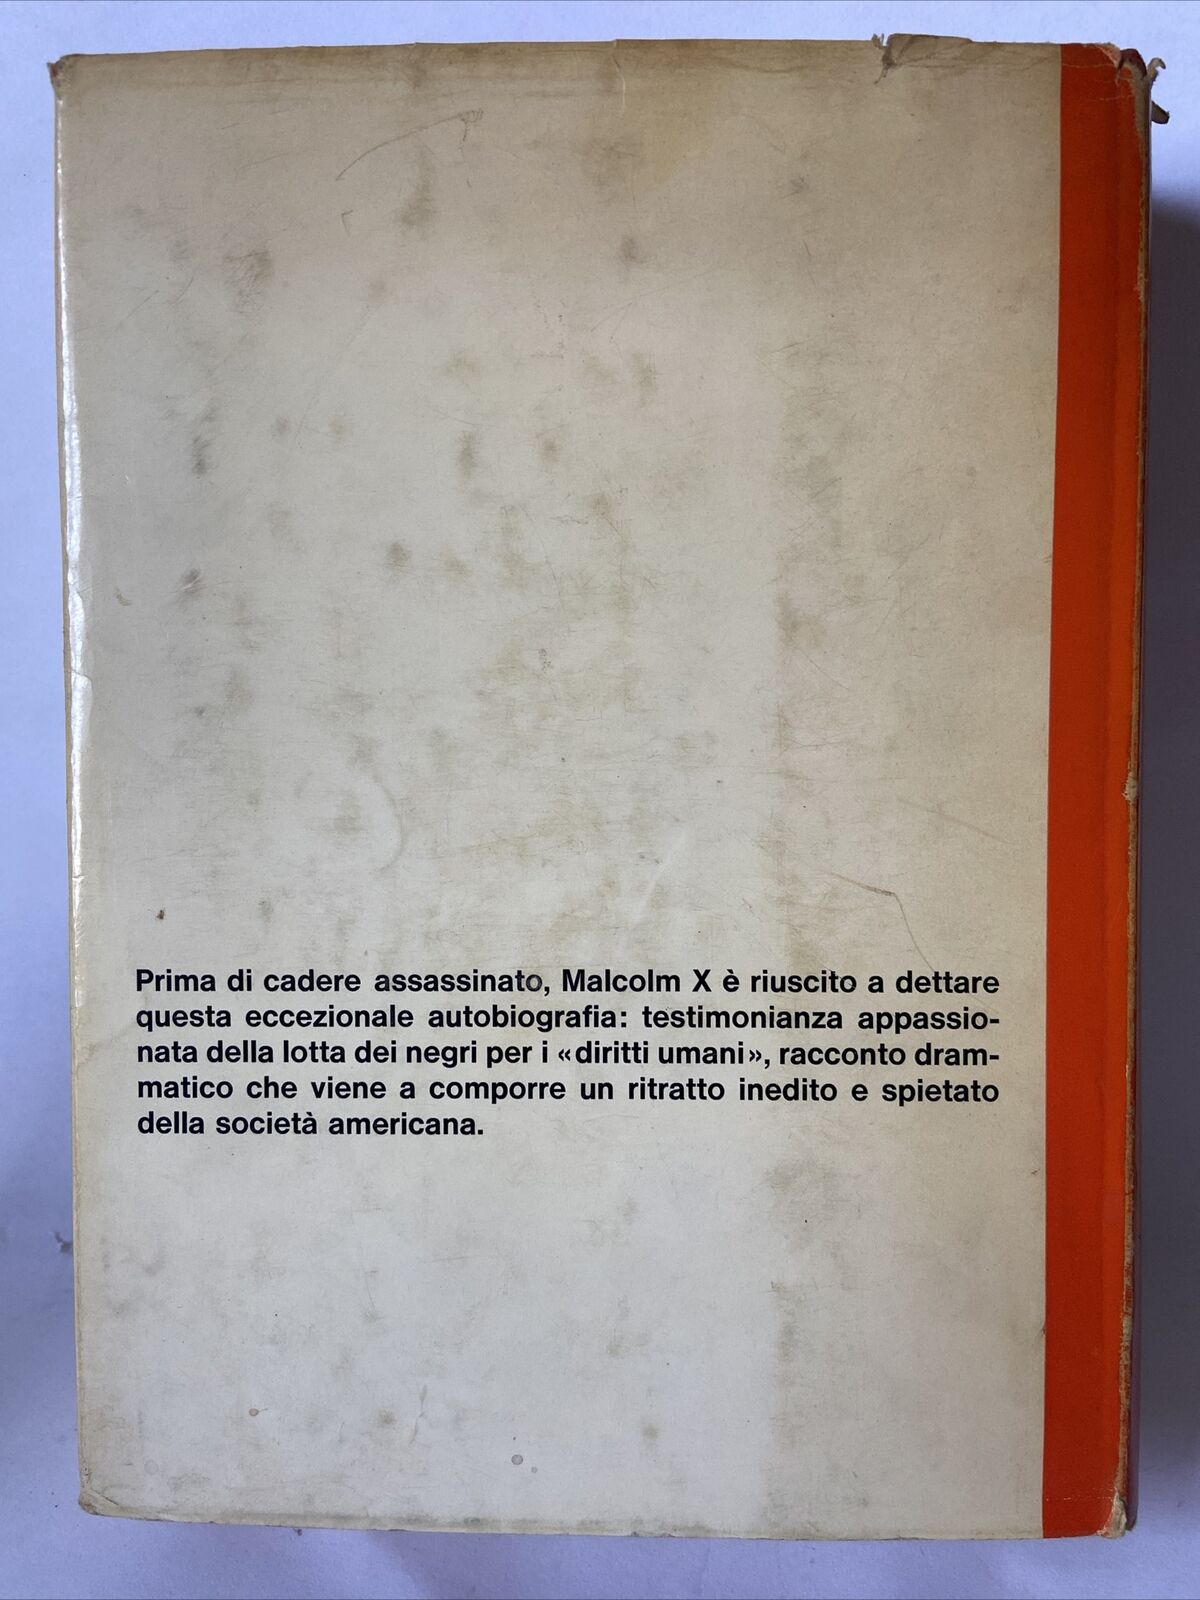 Prima di cadere assassinato, Malcolm X è riuscito a dettare
questa eccezionale autobiografia: testimonianza appassio-
nata della lotta dei negri per i «diritti umani», racconto dram-
matico che viene a comporre un ritratto inedito e spietato
della società americana.